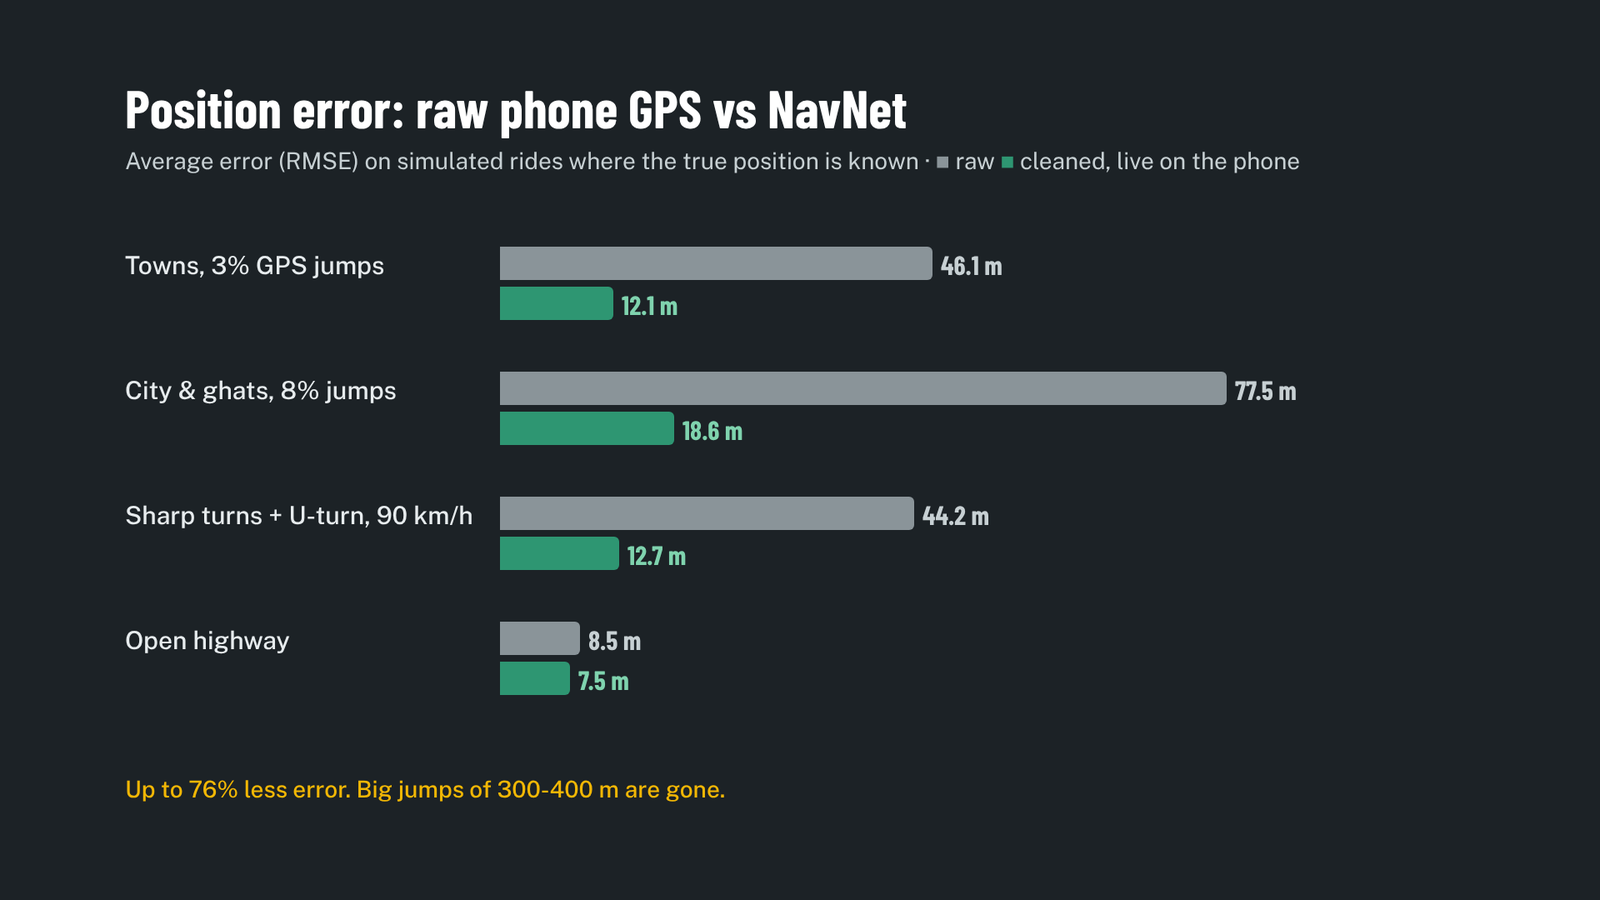 Position error: raw phone GPS vs NavNet
Average error (RMSE) on simulated rides where the true position is known · ■ raw ■ cleaned, live on the phone
Towns, 3% GPS jumps
46.1 m
12.1 m
City & ghats, 8% jumps
77.5 m
18.6 m
Sharp turns + U-turn, 90 km/h
44.2 m
12.7 m
Open highway
8.5 m
7.5 m
Up to 76% less error. Big jumps of 300-400 m are gone.